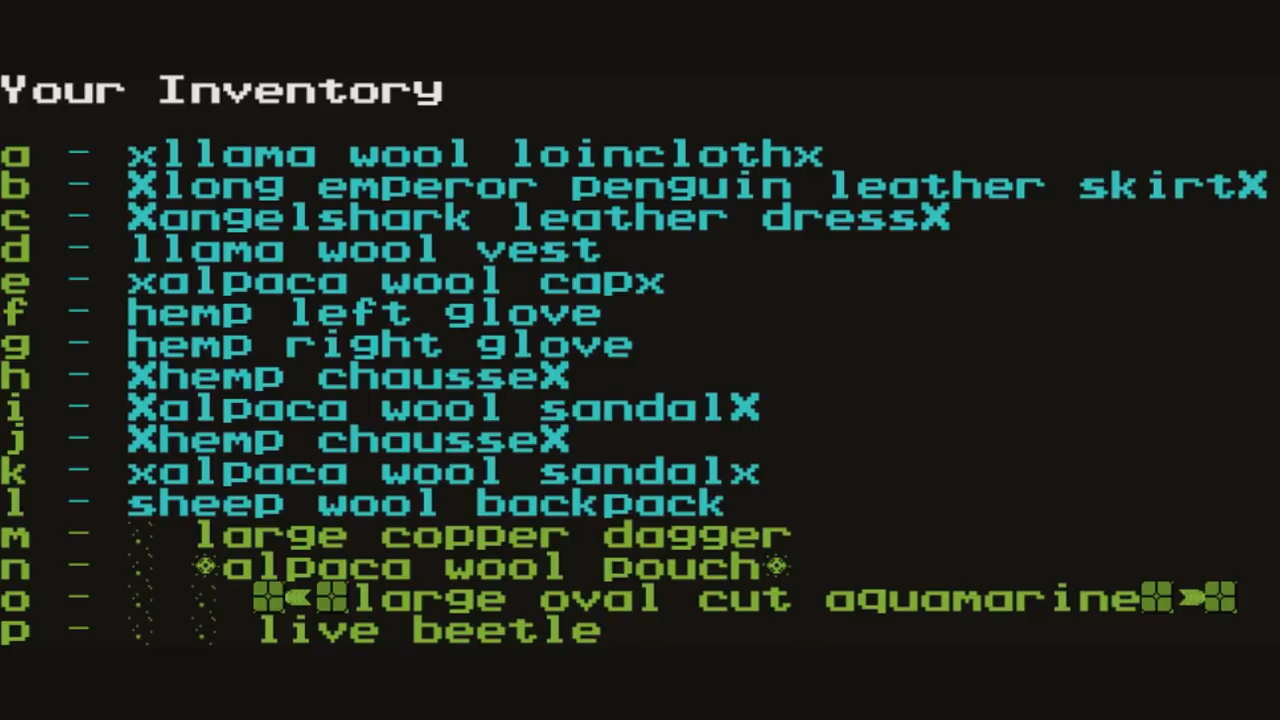 Your Inventory
a - xllama wool loinclothx
b - Xlong emperor penguin leather skirtX
c - Xangelshark leather dressX
d - llama wool vest
e - xalpaca wool capx
f - hemp left glove
g - hemp right glove
h - Xhemp chausseX
i - Xalpaca wool sandalX
j - Xhemp chausseX
k - xalpaca wool sandalx
l - sheep wool backpack
m - large copper dagger
n - ☼alpaca wool pouch☼
o - ■«■large oval cut aquamarine■»■
p - live beetle